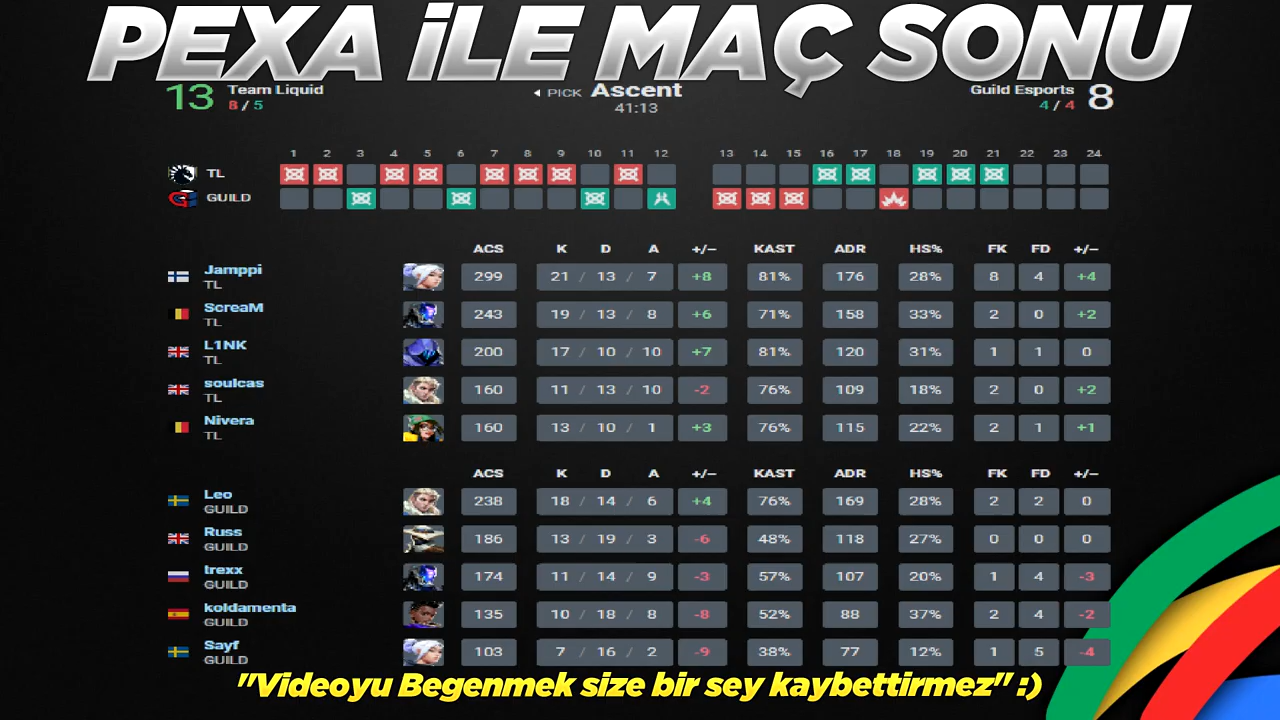 PEXA iLE MAÇ SONU
13 Team Liquid 8 / 5
◂ PICK Ascent 41:13
Guild Esports 4 / 4 8
1 2 3 4 5 6 7 8 9 10 11 12 13 14 15 16 17 18 19 20 21 22 23 24
TL
GUILD
ACS K D A +/− KAST ADR HS% FK FD +/−
Jamppi TL 299 21 / 13 / 7 +8 81% 176 28% 8 4 +4
ScreaM TL 243 19 / 13 / 8 +6 71% 158 33% 2 0 +2
L1NK TL 200 17 / 10 / 10 +7 81% 120 31% 1 1 0
soulcas TL 160 11 / 13 / 10 -2 76% 109 18% 2 0 +2
Nivera TL 160 13 / 10 / 1 +3 76% 115 22% 2 1 +1
ACS K D A +/− KAST ADR HS% FK FD +/−
Leo GUILD 238 18 / 14 / 6 +4 76% 169 28% 2 2 0
Russ GUILD 186 13 / 19 / 3 -6 48% 118 27% 0 0 0
trexx GUILD 174 11 / 14 / 9 -3 57% 107 20% 1 4 -3
koldamenta GUILD 135 10 / 18 / 8 -8 52% 88 37% 2 4 -2
Sayf GUILD 103 7 / 16 / 2 -9 38% 77 12% 1 5 -4
"Videoyu Begenmek size bir sey kaybettirmez" :)